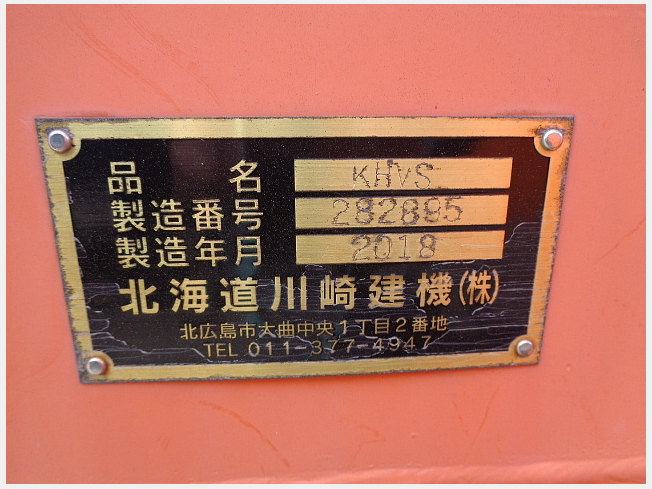 品名 KHVS
製造番号 282895
製造年月 2018
北海道川崎建機(株)
北広島市大曲中央1丁目2番地
TEL 011-377-4947